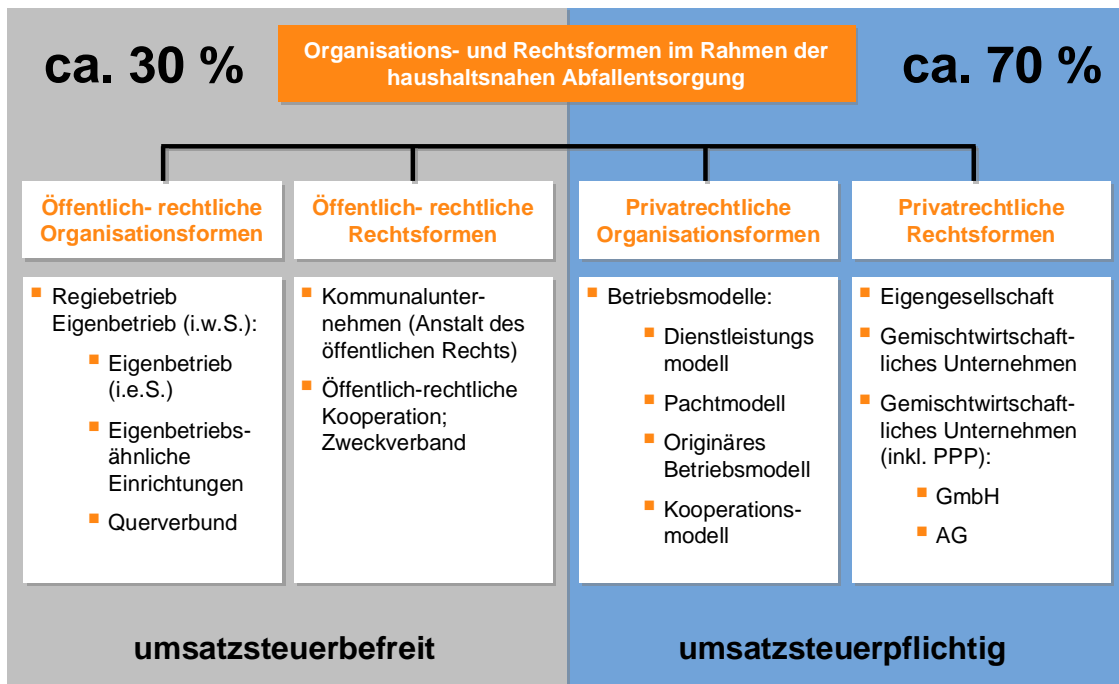 ca. 30 %
Organisations- und Rechtsformen im Rahmen der
haushaltsnahen Abfallentsorgung
ca. 70 %
Öffentlich- rechtliche
Organisationsformen
Öffentlich- rechtliche
Rechtsformen
Privatrechtliche
Organisationsformen
Privatrechtliche
Rechtsformen
Regiebetrieb
Eigenbetrieb (i.w.S.):
Eigenbetrieb
(i.e.S.)
Eigenbetriebs-
ähnliche
Einrichtungen
Querverbund
Kommunalunter-
nehmen (Anstalt des
öffentlichen Rechts)
Öffentlich-rechtliche
Kooperation;
Zweckverband
Betriebsmodelle:
Dienstleistungs
modell
Pachtmodell
Originäres
Betriebsmodell
Kooperations-
modell
Eigengesellschaft
Gemischtwirtschaft-
liches Unternehmen
Gemischtwirtschaft-
liches Unternehmen
(inkl. PPP):
GmbH
AG
umsatzsteuerbefreit
umsatzsteuerpflichtig